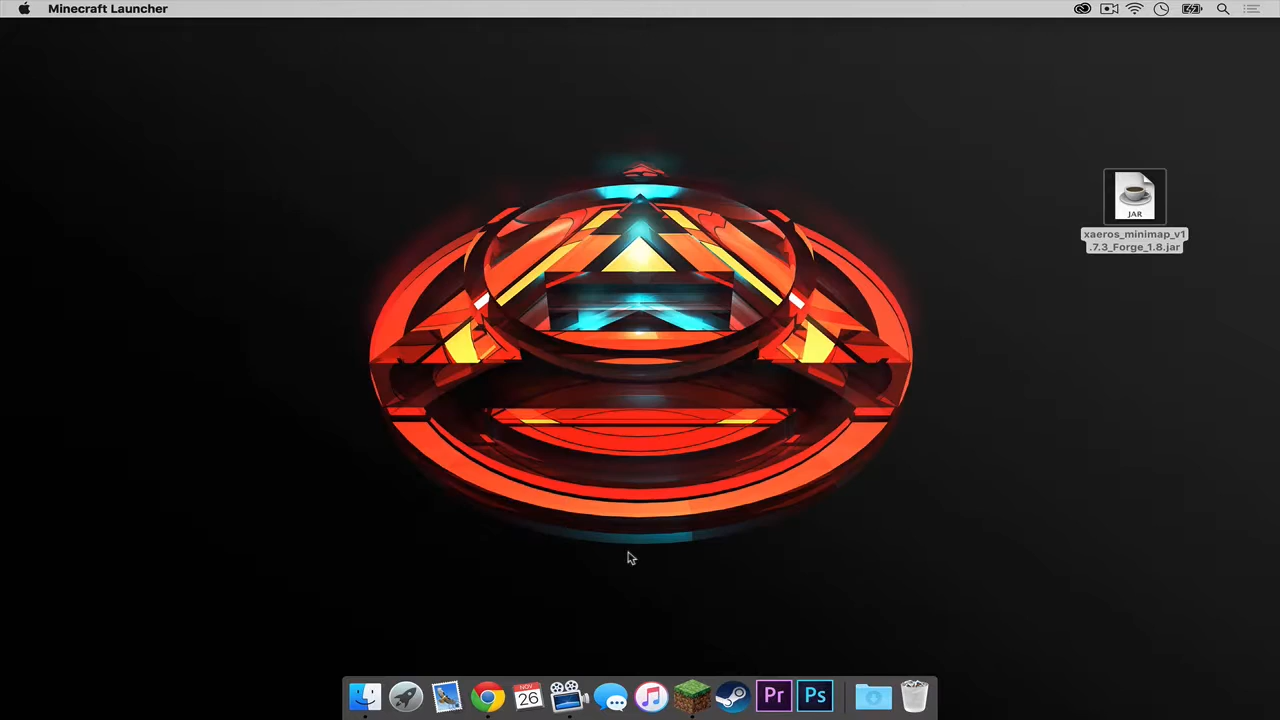 Minecraft Launcher
JAR
xaeros_minimap_v1
.7.3_Forge_1.8.jar
NOV
26
Pr
Ps